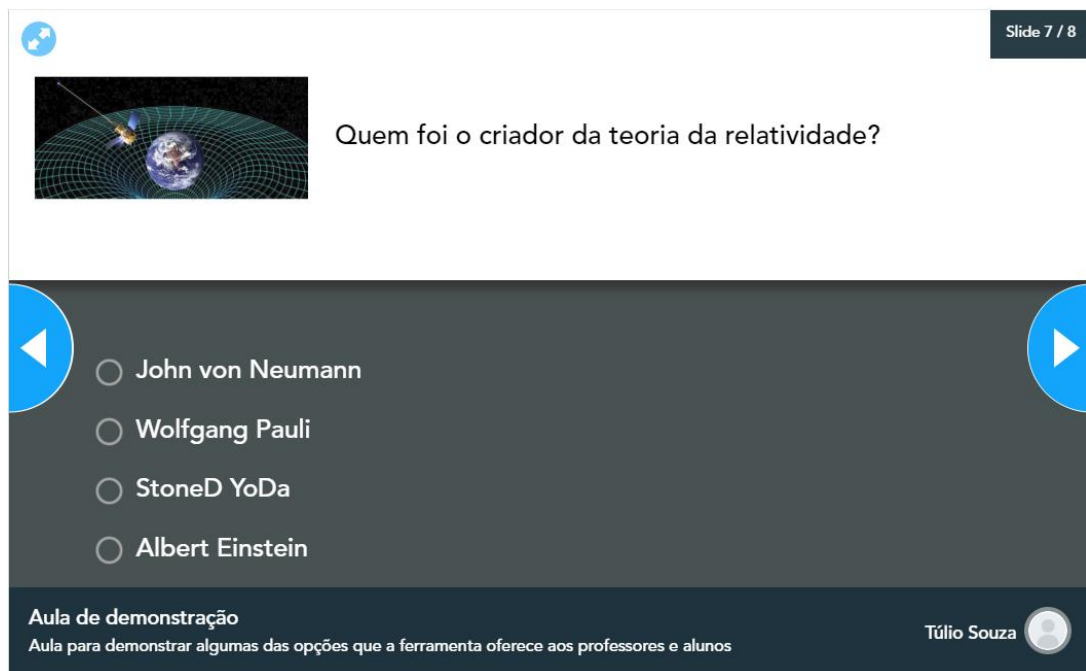 Slide 7 / 8
Quem foi o criador da teoria da relatividade?
John von Neumann
Wolfgang Pauli
StoneD YoDa
Albert Einstein
Aula de demonstração
Aula para demonstrar algumas das opções que a ferramenta oferece aos professores e alunos
Túlio Souza